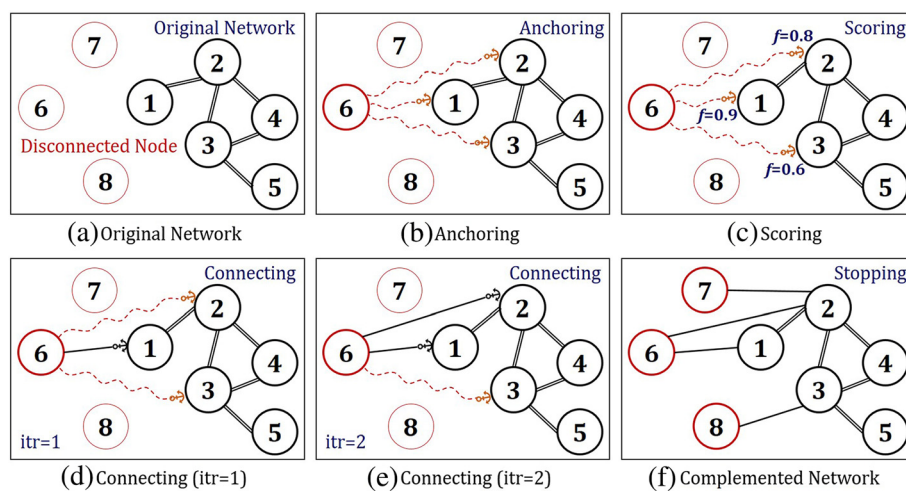 Original Network
7
2
6
1
4
Disconnected Node
3
8
5
(a) Original Network
Anchoring
7
2
6
1
4
3
8
5
(b) Anchoring
f=0.8
Scoring
7
2
6
1
f=0.9
4
3
8
f=0.6
5
(c) Scoring
Connecting
7
2
6
1
4
3
8
5
itr=1
(d) Connecting (itr=1)
Connecting
7
2
6
1
4
3
8
5
itr=2
(e) Connecting (itr=2)
Stopping
7
2
6
1
4
3
8
5
(f) Complemented Network